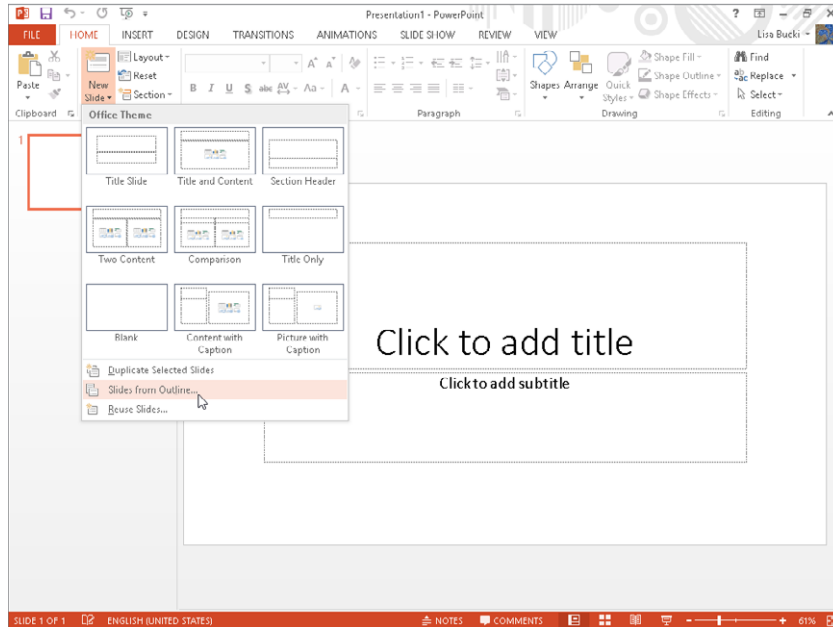 Presentation1 - PowerPoint
?
FILE HOME INSERT DESIGN TRANSITIONS ANIMATIONS SLIDE SHOW REVIEW VIEW Lisa Bucki
Paste
New Slide
Layout
Reset
Section
B I U S abc AV Aa A
Shapes
Arrange
Quick Styles
Shape Fill
Shape Outline
Shape Effects
Find
Replace
Select
Clipboard Paragraph Drawing Editing
Office Theme
Title Slide Title and Content Section Header
Two Content Comparison Title Only
Blank Content with Caption Picture with Caption
Duplicate Selected Slides
Slides from Outline...
Reuse Slides...
1
Click to add title
Click to add subtitle
SLIDE 1 OF 1 ENGLISH (UNITED STATES) NOTES COMMENTS 61%